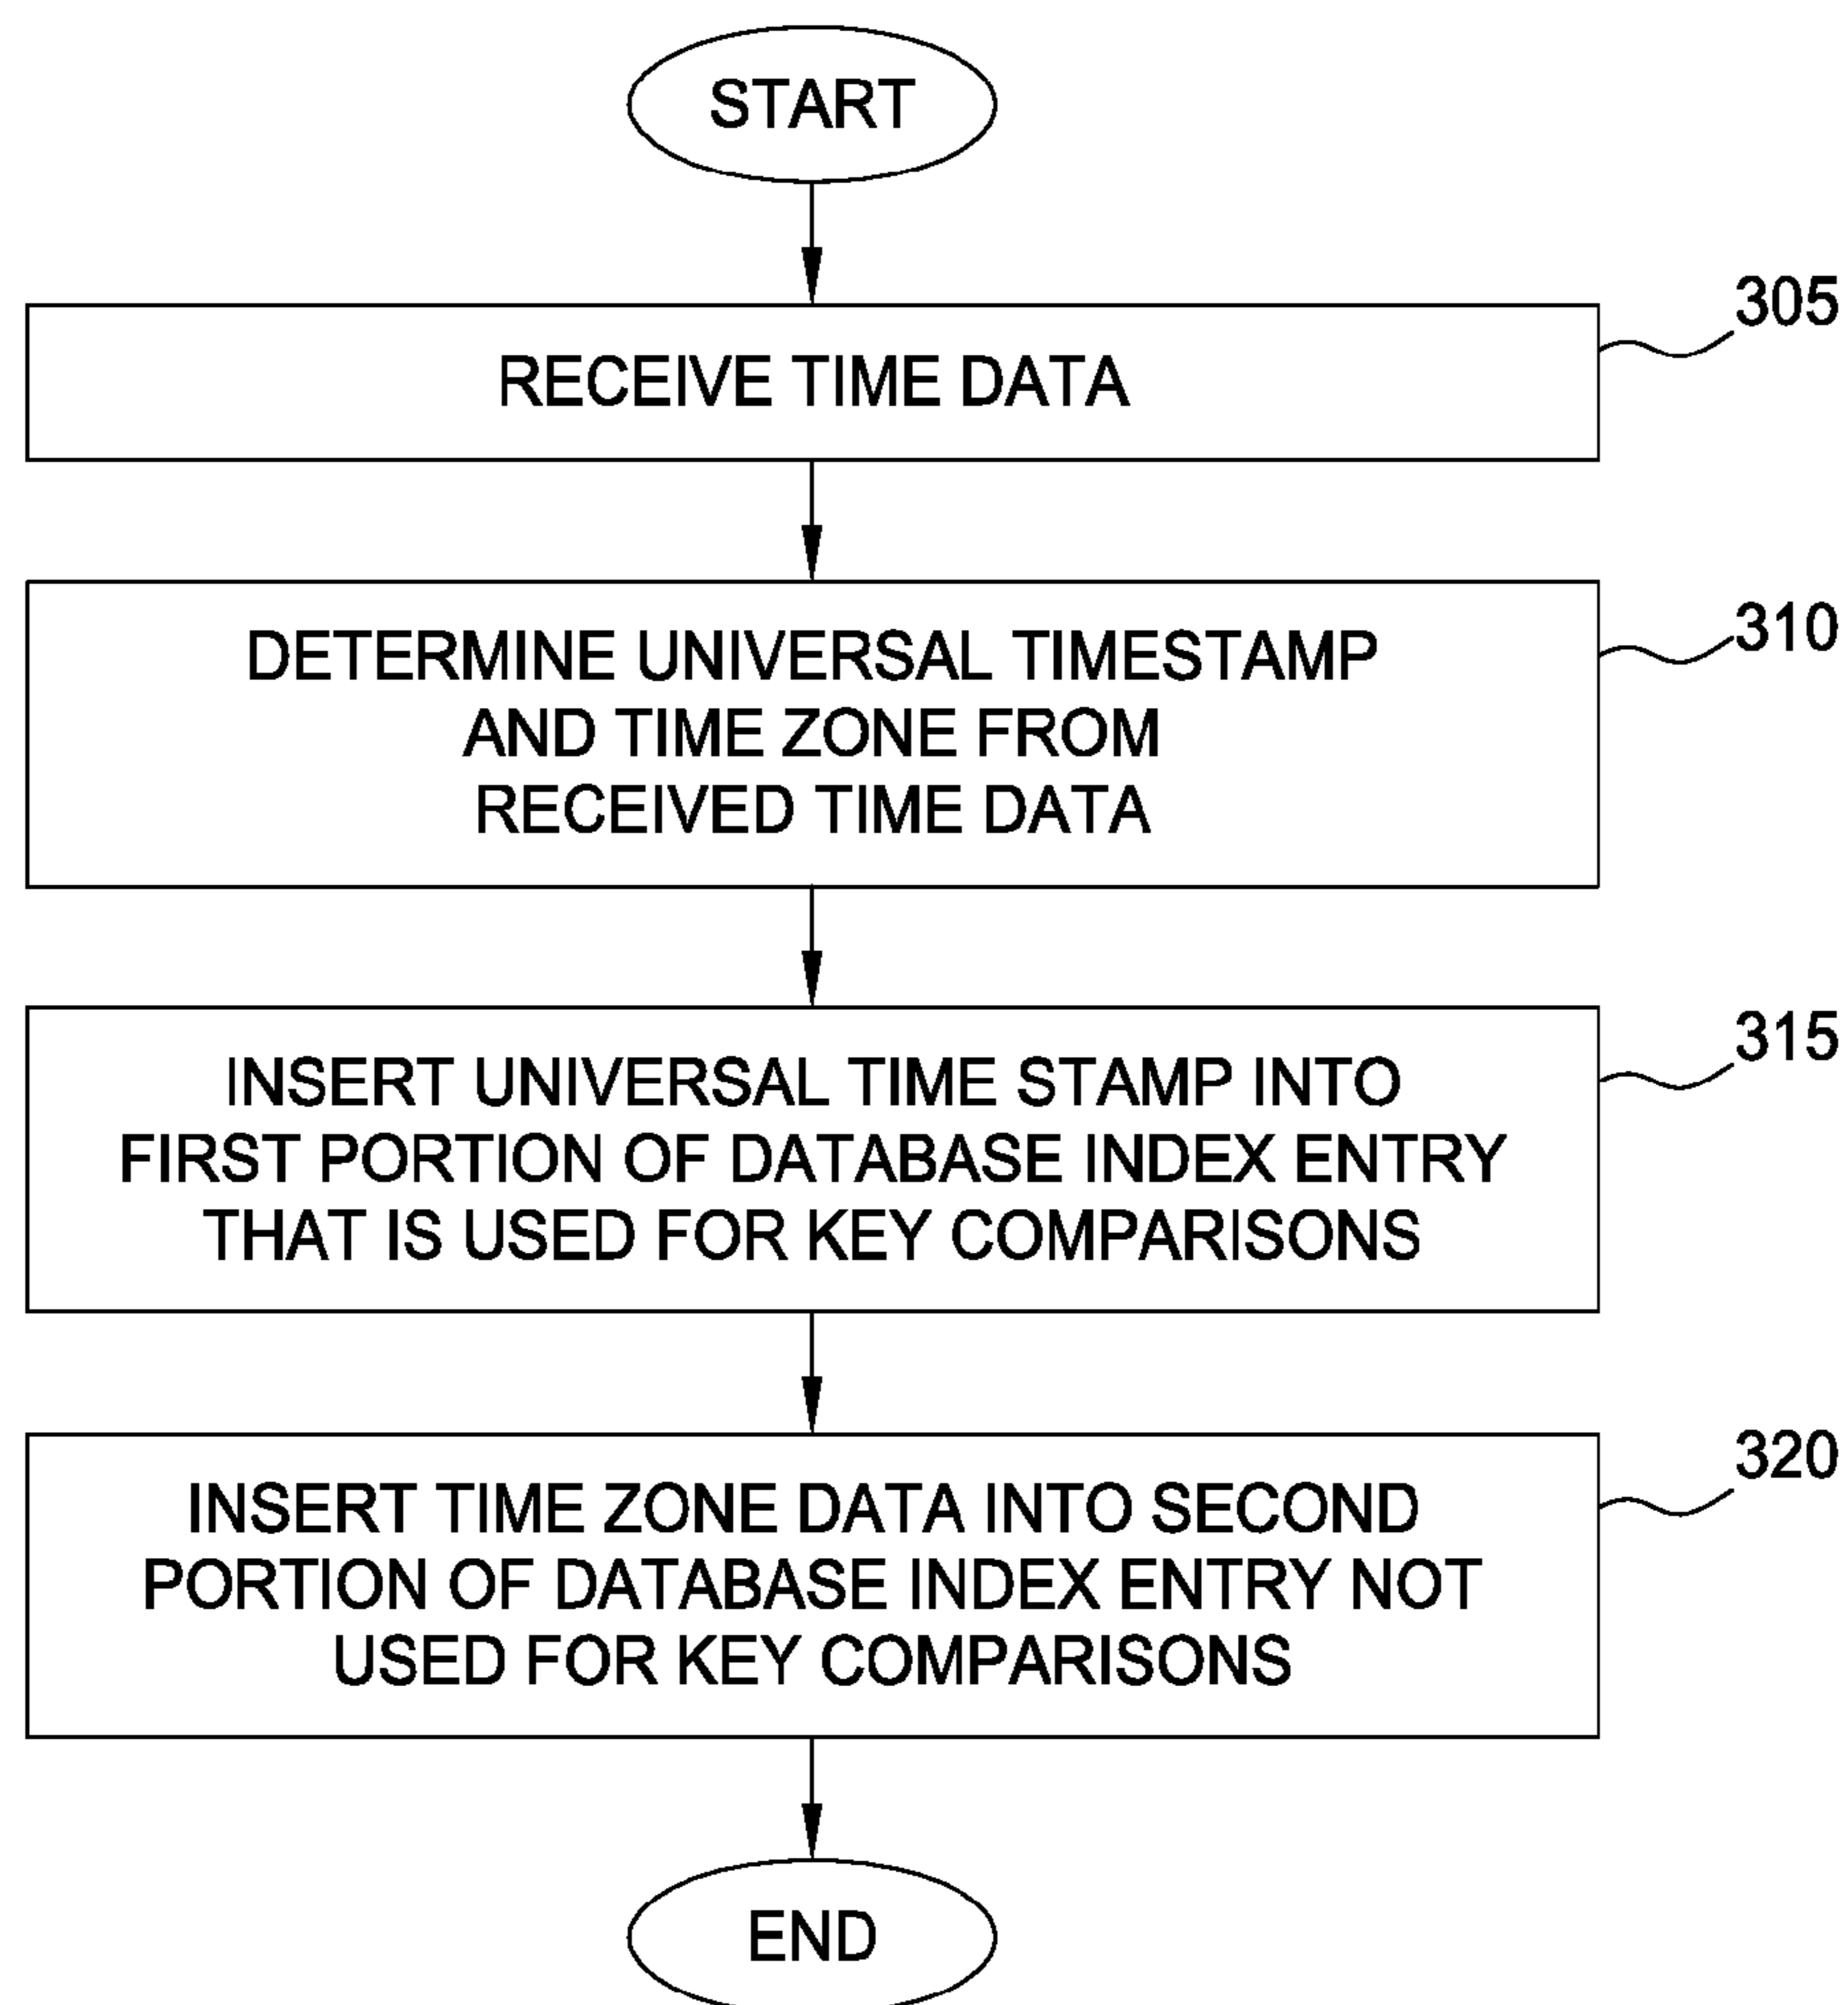 START
305
RECEIVE TIME DATA
310
DETERMINE UNIVERSAL TIMESTAMP
AND TIME ZONE FROM
RECEIVED TIME DATA
315
INSERT UNIVERSAL TIME STAMP INTO
FIRST PORTION OF DATABASE INDEX ENTRY
THAT IS USED FOR KEY COMPARISONS
320
INSERT TIME ZONE DATA INTO SECOND
PORTION OF DATABASE INDEX ENTRY NOT
USED FOR KEY COMPARISONS
END